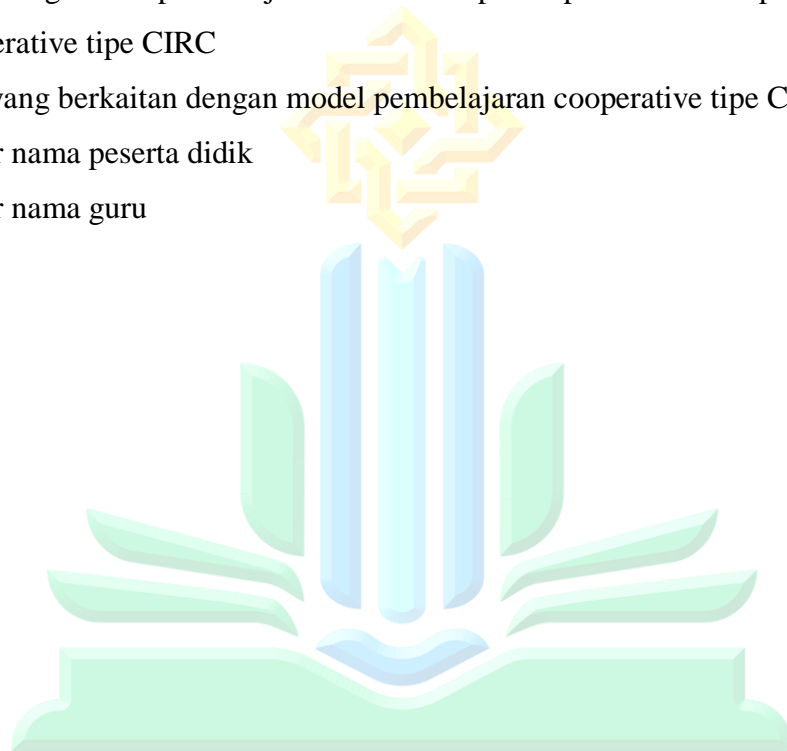 erative tipe CIRC
yang berkaitan dengan model pembelajaran cooperative tipe C
r nama peserta didik
r nama guru